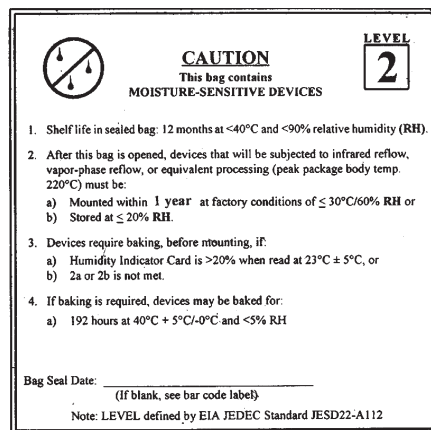 LEVEL
2
CAUTION
This bag contains
MOISTURE-SENSITIVE DEVICES
1. Shelf life in sealed bag: 12 months at <40°C and <90% relative humidity (RH).
2. After this bag is opened, devices that will be subjected to infrared reflow,
vapor-phase reflow, or equivalent processing (peak package body temp.
220°C) must be:
a) Mounted within 1 year at factory conditions of ≤ 30°C/60% RH or
b) Stored at ≤ 20% RH.
3. Devices require baking, before mounting, if:
a) Humidity Indicator Card is >20% when read at 23°C ± 5°C, or
b) 2a or 2b is not met.
4. If baking is required, devices may be baked for:
a) 192 hours at 40°C + 5°C/-0°C and <5% RH
Bag Seal Date:
(If blank, see bar code label)
Note: LEVEL defined by EIA JEDEC Standard JESD22-A112